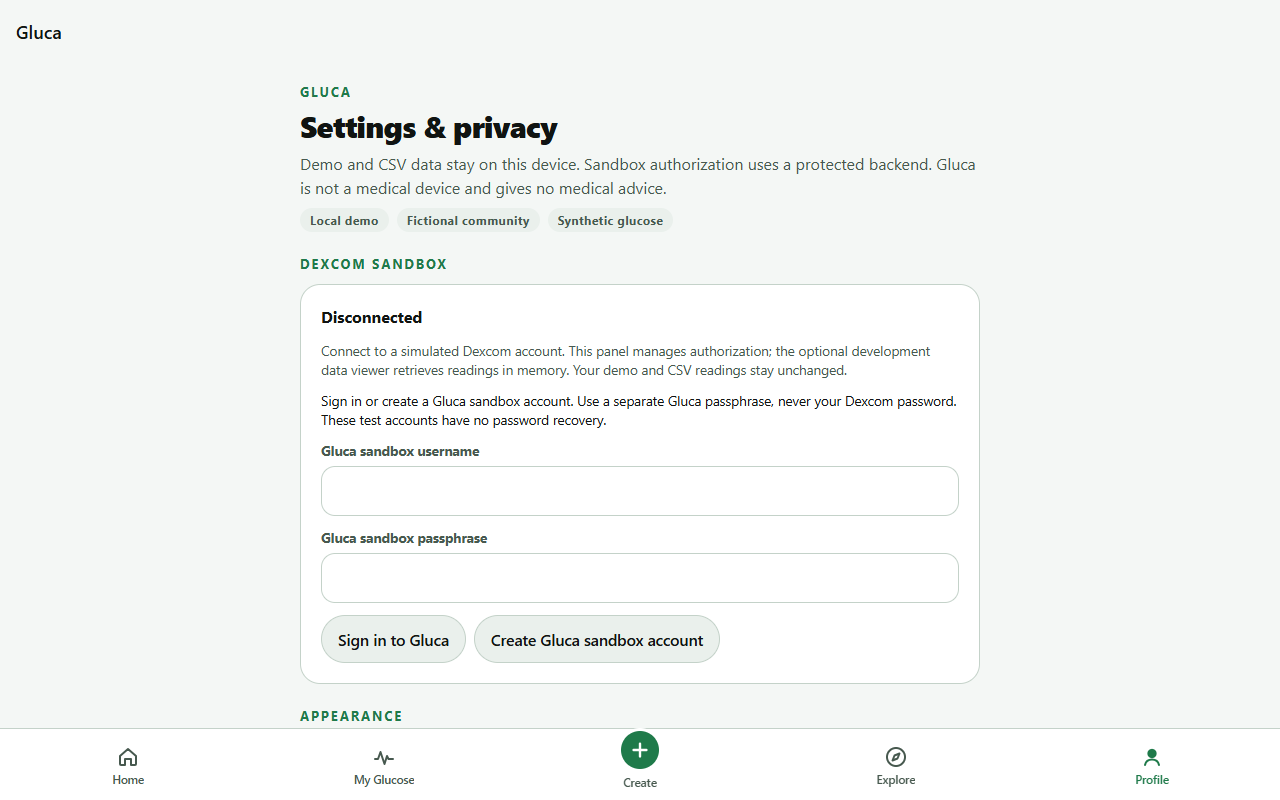 Gluca
GLUCA
Settings & privacy
Demo and CSV data stay on this device. Sandbox authorization uses a protected backend. Gluca
is not a medical device and gives no medical advice.
Local demo
Fictional community
Synthetic glucose
DEXCOM SANDBOX
Disconnected
Connect to a simulated Dexcom account. This panel manages authorization; the optional development
data viewer retrieves readings in memory. Your demo and CSV readings stay unchanged.
Sign in or create a Gluca sandbox account. Use a separate Gluca passphrase, never your Dexcom password.
These test accounts have no password recovery.
Gluca sandbox username
Gluca sandbox passphrase
Sign in to Gluca
Create Gluca sandbox account
APPEARANCE
Home
My Glucose
Create
Explore
Profile